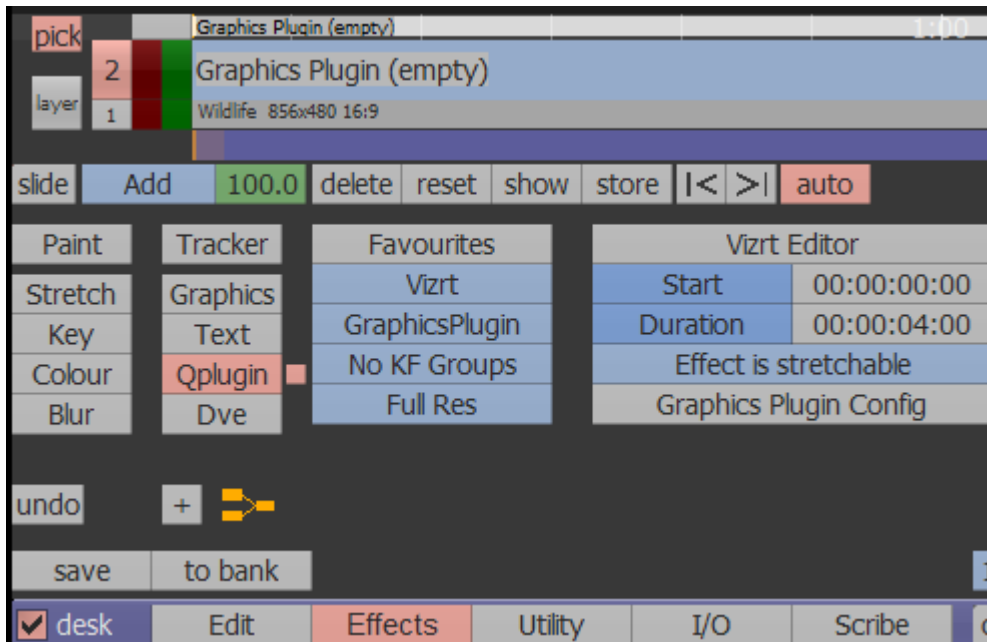 pick
Graphics Plugin (empty)
1:00
2
Graphics Plugin (empty)
layer
1
Wildlife 856x480 16:9
slide Add 100.0 delete reset show store |< >| auto
Paint Tracker Favourites Vizrt Editor
Stretch Graphics Vizrt Start 00:00:00:00
Key Text GraphicsPlugin Duration 00:00:04:00
Colour Qplugin No KF Groups Effect is stretchable
Blur Dve Full Res Graphics Plugin Config
undo +
save to bank
desk Edit Effects Utility I/O Scribe